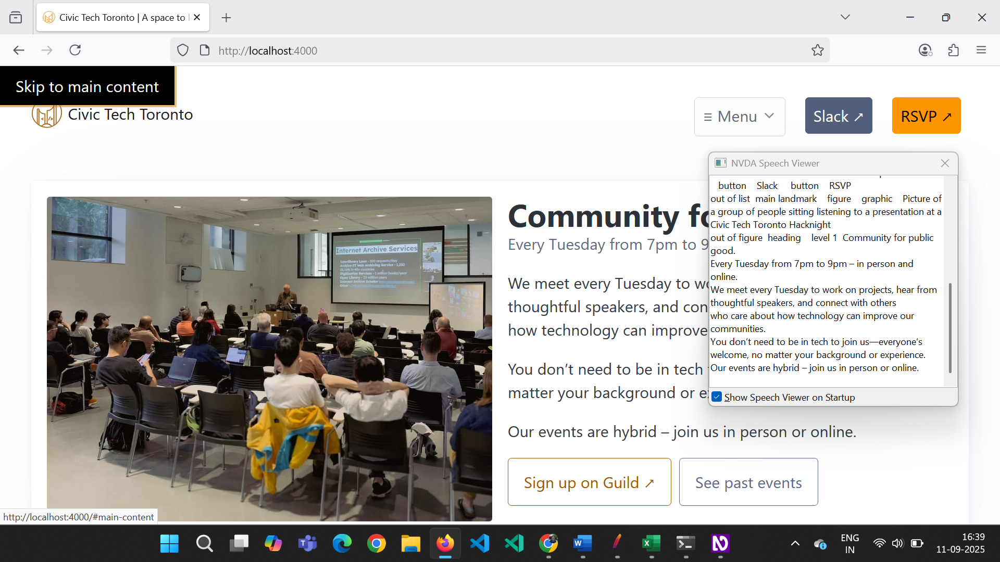 Civic Tech Toronto | A space to
http://localhost:4000
Skip to main content
Civic Tech Toronto
☰ Menu
Slack ↗
RSVP ↗
Internet Archive Services
Community fo
Every Tuesday from 7pm to 9
We meet every Tuesday to wo
thoughtful speakers, and con
how technology can improve
You don’t need to be in tech
matter your background or ex
Our events are hybrid – join us in person or online.
Sign up on Guild ↗
See past events
NVDA Speech Viewer
button Slack button RSVP
out of list main landmark figure graphic Picture of
a group of people sitting listening to a presentation at a
Civic Tech Toronto Hacknight
out of figure heading level 1 Community for public
good.
Every Tuesday from 7pm to 9pm – in person and
online.
We meet every Tuesday to work on projects, hear from
thoughtful speakers, and connect with others
who care about how technology can improve our
communities.
You don’t need to be in tech to join us—everyone’s
welcome, no matter your background or experience.
Our events are hybrid – join us in person or online.
Show Speech Viewer on Startup
http://localhost:4000/#main-content
ENG
IN
16:39
11-09-2025